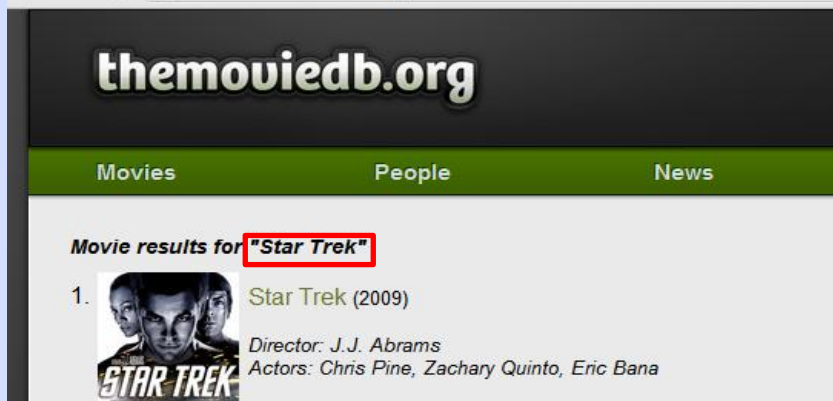 themoviedb.org
Movies People News
Movie results for "Star Trek"
1. Star Trek (2009)
Director: J.J. Abrams
Actors: Chris Pine, Zachary Quinto, Eric Bana
STAR TREK